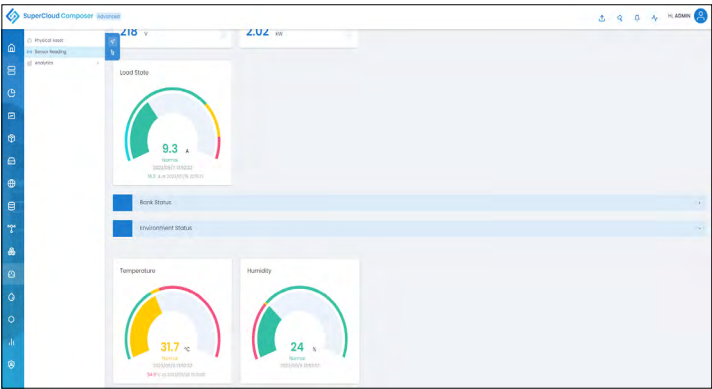 SuperCloud Composer Advanced
Hi, ADMIN
Physical Asset
Sensor Reading
Analytics
218 V
2.02 kW
Load State
9.3 A
Normal
Bank Status
Environment Status
Temperature
Humidity
31.7 °C
Normal
24 %
Normal